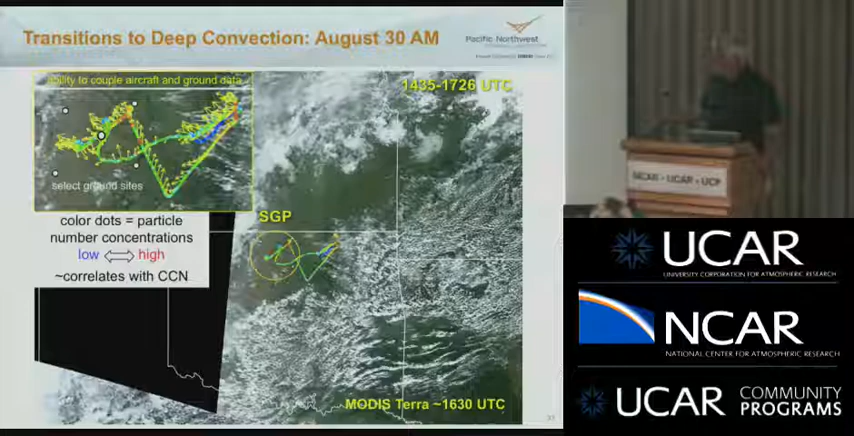 Transitions to Deep Convection: August 30 AM
Pacific Northwest
ability to couple aircraft and ground data
1435-1726 UTC
select ground sites
SGP
color dots = particle
number concentrations
low high
~correlates with CCN
MODIS Terra ~1630 UTC
NCAR • UCAR • UCP
UCAR
UNIVERSITY CORPORATION FOR ATMOSPHERIC RESEARCH
NCAR
NATIONAL CENTER FOR ATMOSPHERIC RESEARCH
UCAR COMMUNITY
PROGRAMS